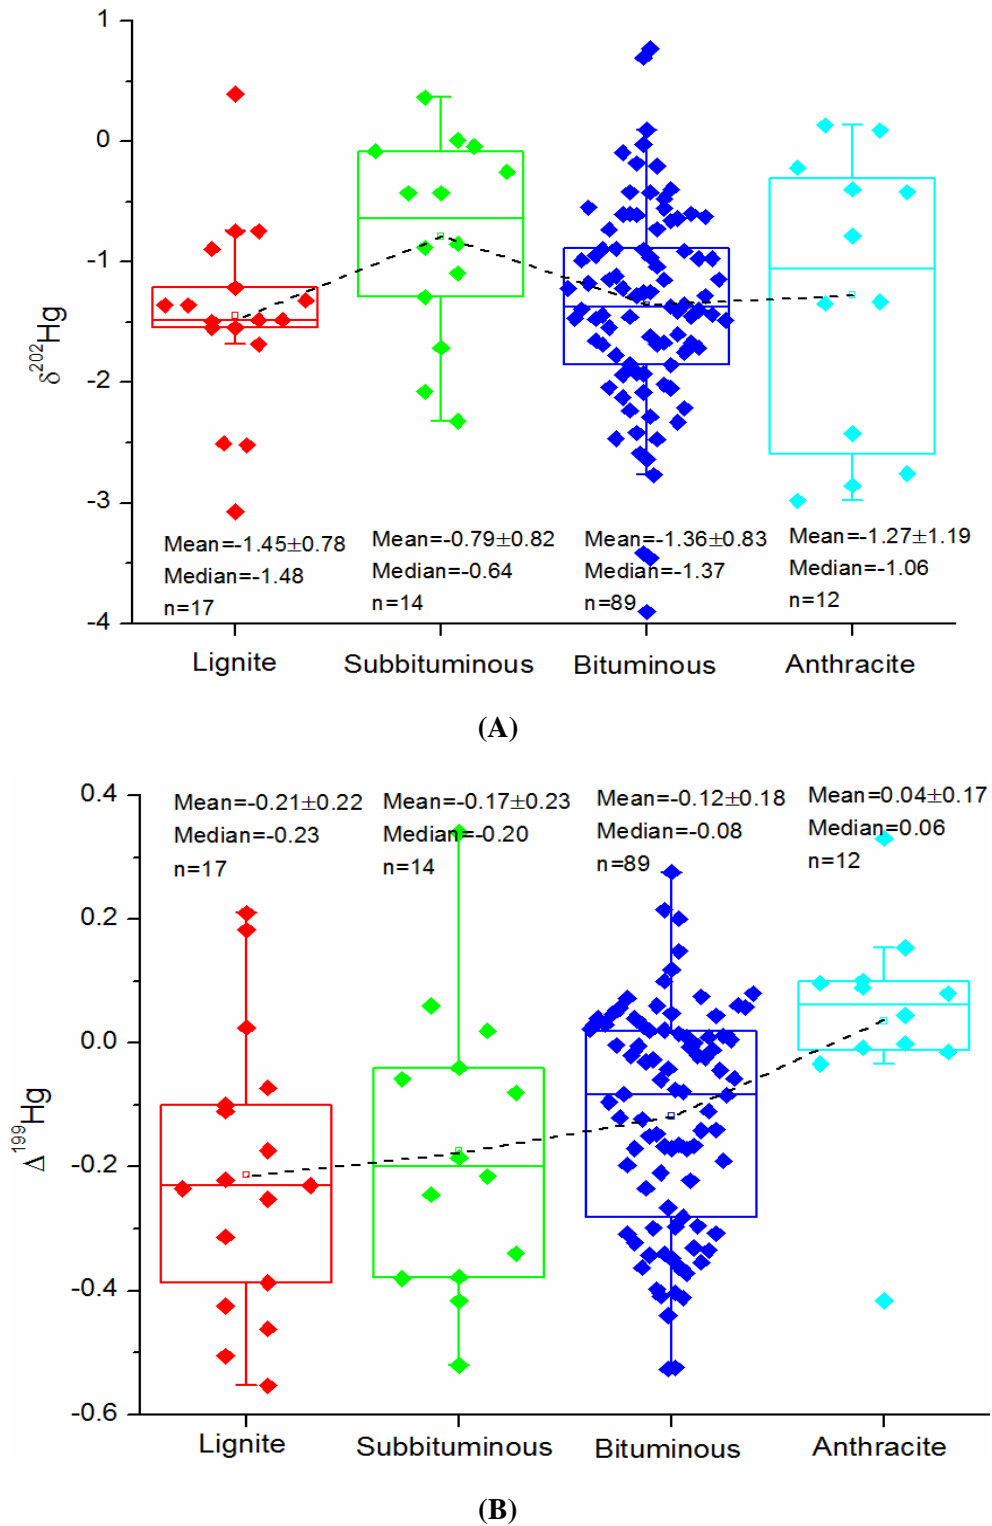 1
0
-1
-2
-3
-4
δ²⁰²Hg
Mean=-1.45±0.78
Median=-1.48
n=17
Mean=-0.79±0.82
Median=-0.64
n=14
Mean=-1.36±0.83
Median=-1.37
n=89
Mean=-1.27±1.19
Median=-1.06
n=12
Lignite
Subbituminous
Bituminous
Anthracite
(A)
0.4
0.2
0.0
-0.2
-0.4
-0.6
Δ¹⁹⁹Hg
Mean=-0.21±0.22
Median=-0.23
n=17
Mean=-0.17±0.23
Median=-0.20
n=14
Mean=-0.12±0.18
Median=-0.08
n=89
Mean=0.04±0.17
Median=0.06
n=12
Lignite
Subbituminous
Bituminous
Anthracite
(B)